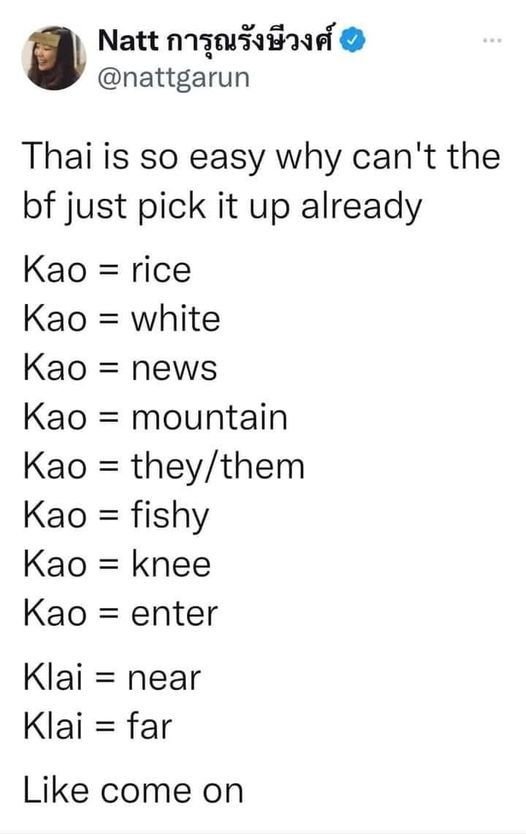 Natt การุณรังษีวงศ์
@nattgarun
Thai is so easy why can't the
bf just pick it up already
Kao = rice
Kao = white
Kao = news
Kao = mountain
Kao = they/them
Kao = fishy
Kao = knee
Kao = enter
Klai = near
Klai = far
Like come on